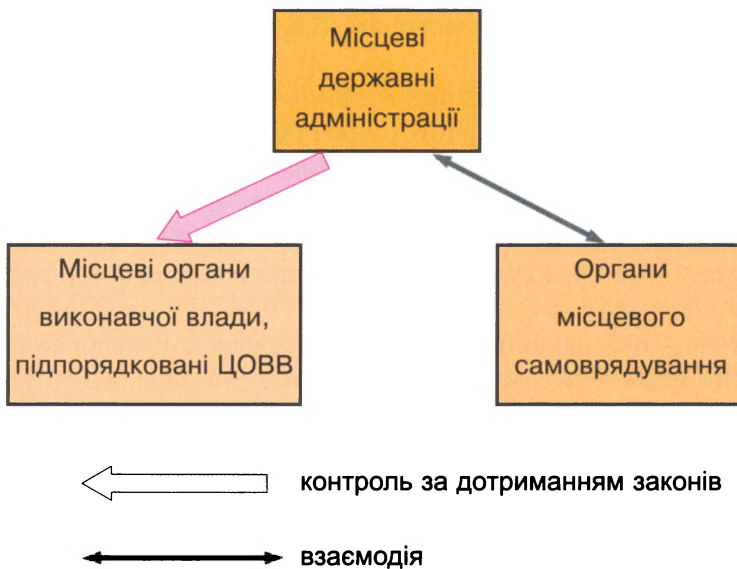 Місцеві
державні
адміністрації
Місцеві органи
виконавчої влади,
підпорядковані ЦОВВ
Органи
місцевого
самоврядування
контроль за дотриманням законів
взаємодія